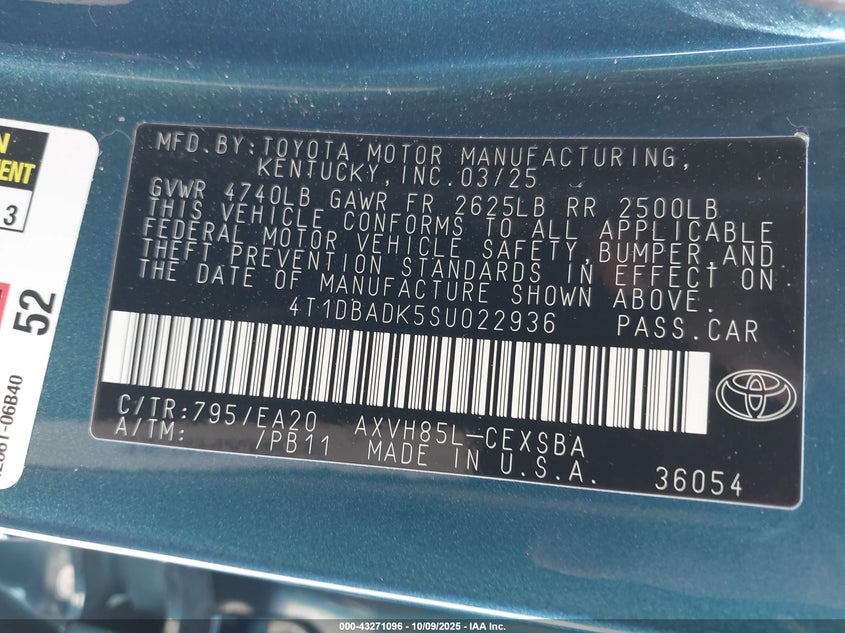 MFD.BY:TOYOTA MOTOR MANUFACTURING,
KENTUCKY,INC.03/25
GVWR 4740LB GAWR FR 2625LB RR 2500LB
THIS VEHICLE CONFORMS TO ALL APPLICABLE
FEDERAL MOTOR VEHICLE SAFETY,BUMPER,AND
THEFT PREVENTION STANDARDS IN EFFECT ON
THE DATE OF MANUFACTURE SHOWN ABOVE.
4T1DBADK5SU022936 PASS.CAR
C/TR:795/EA20 AXVH85L-CEXSBA
A/TM: /PB11 MADE IN U.S.A.
36054
3
52
-06B40
000-43271096 - 10/09/2025 - IAA Inc.